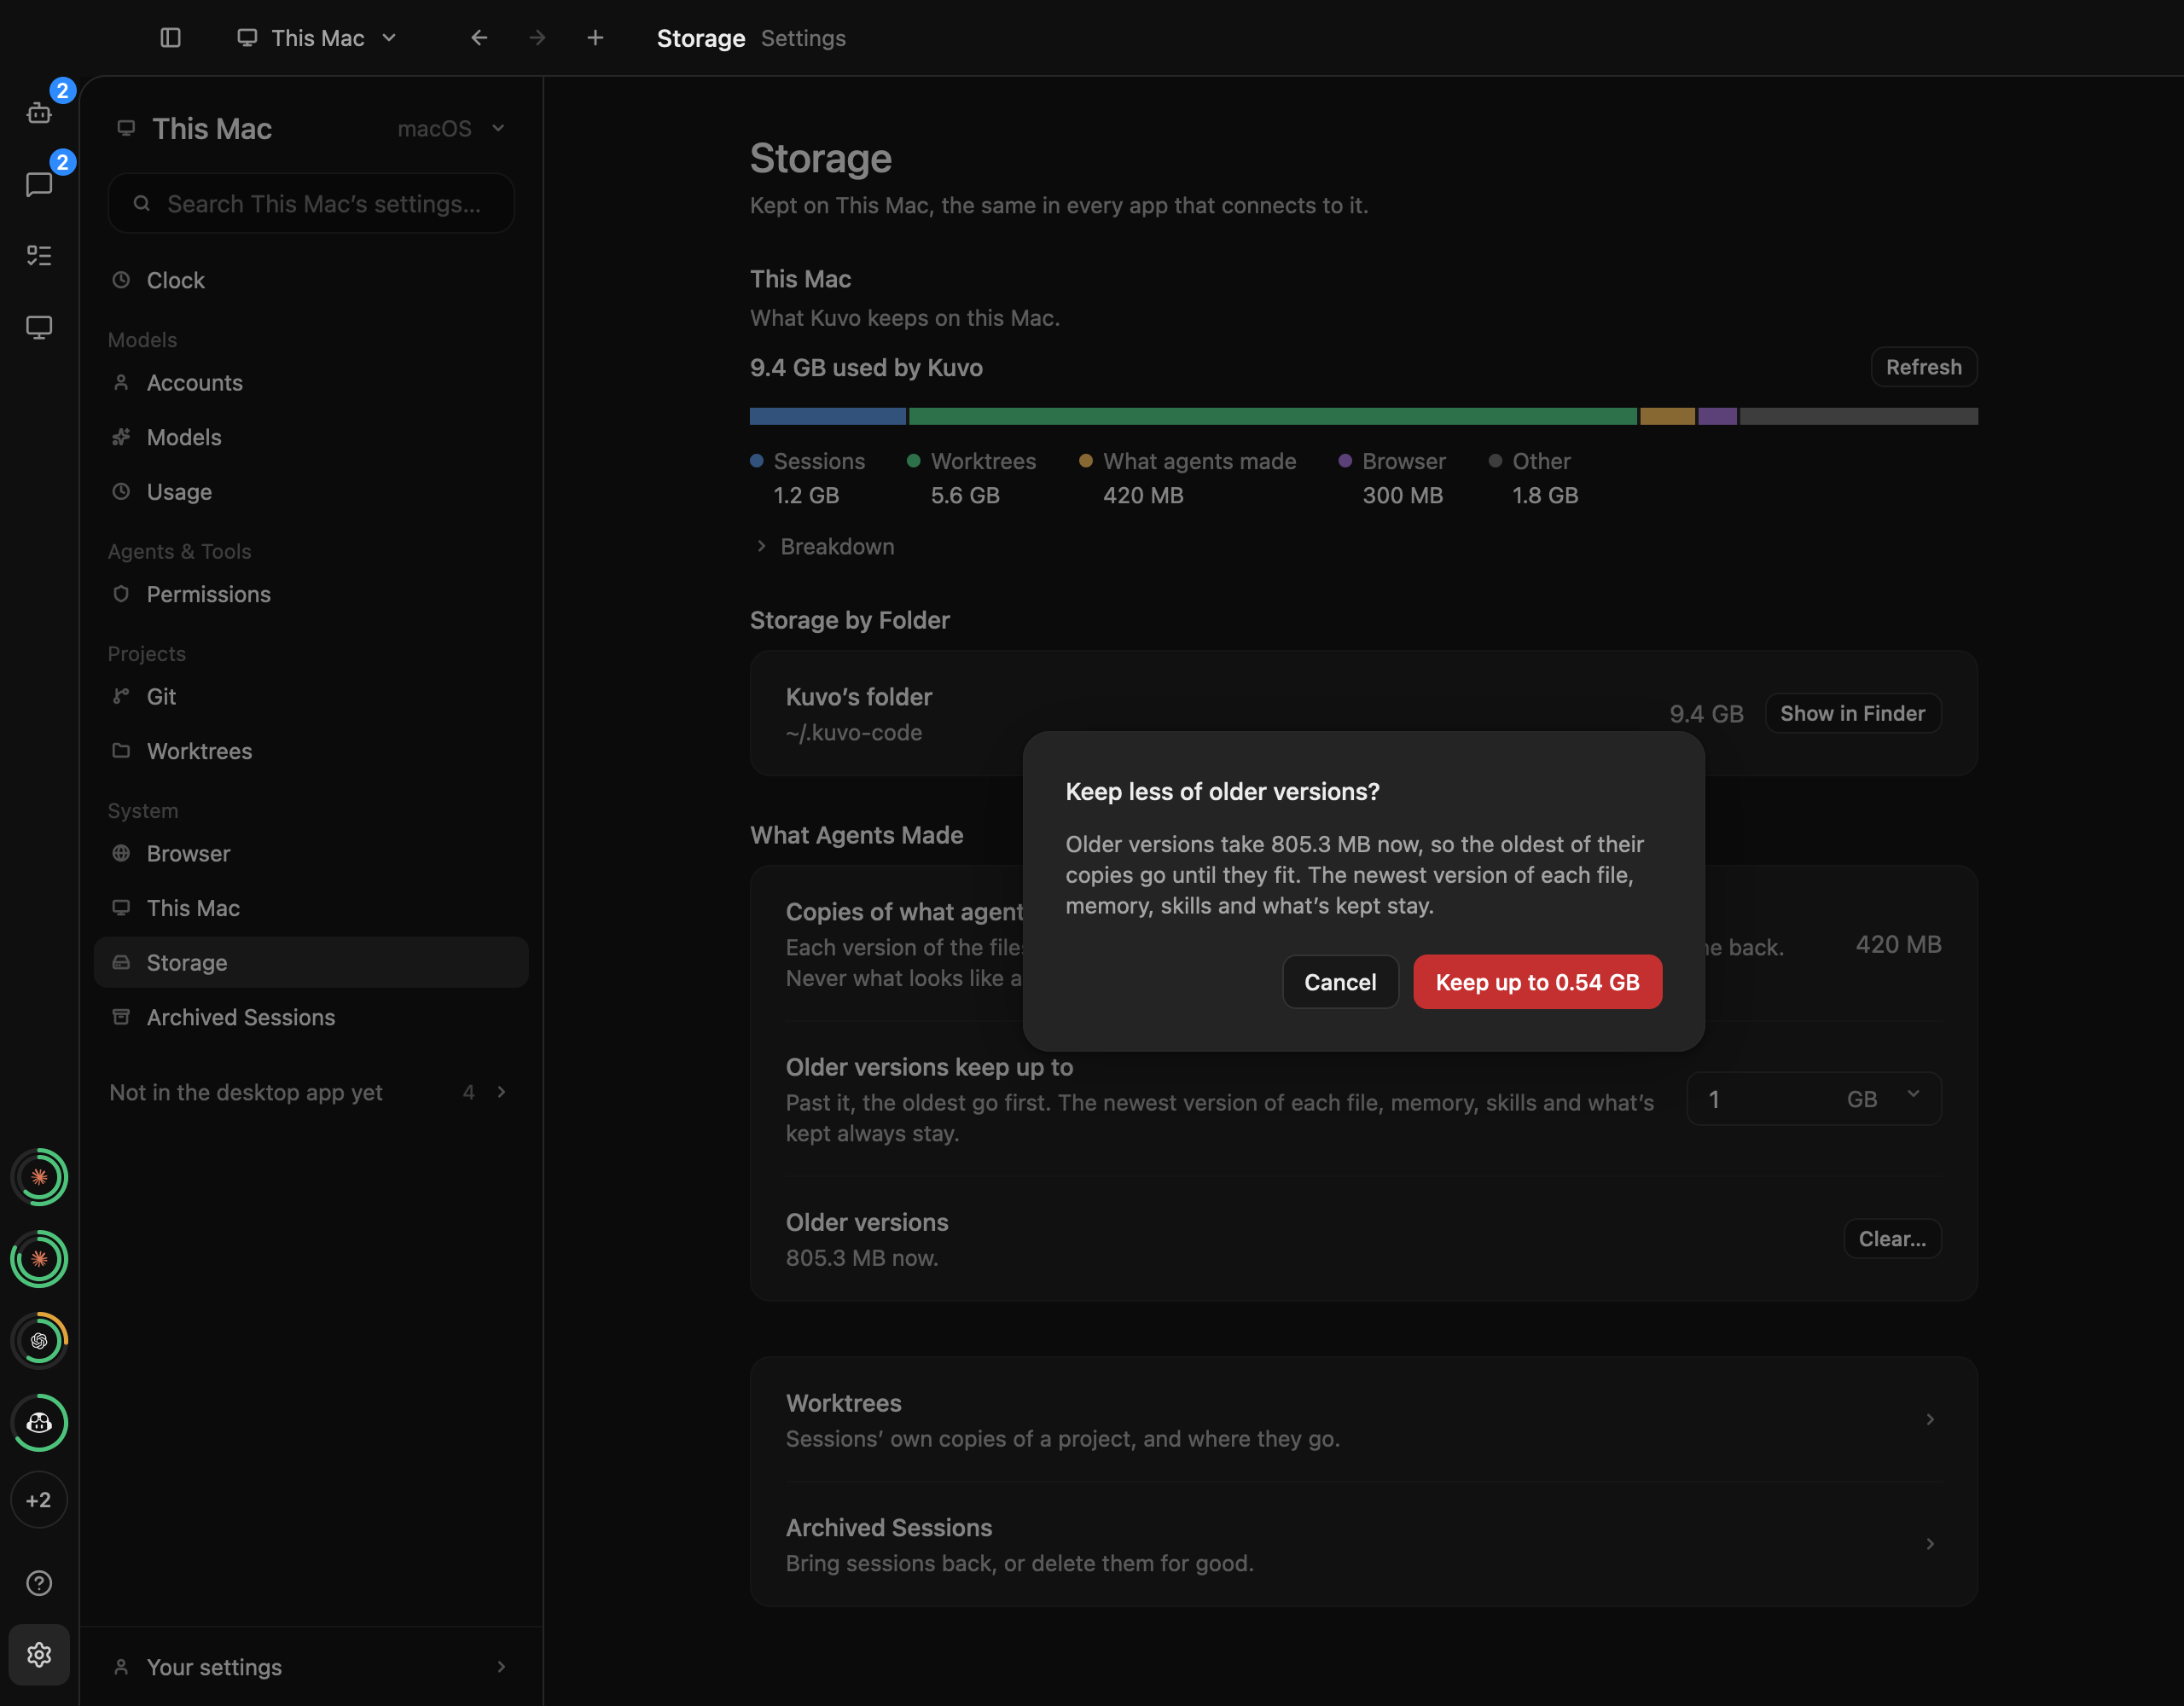 This Mac
Storage Settings
2
2
This Mac macOS
Search This Mac’s settings...
Clock
Models
Accounts
Models
Usage
Agents & Tools
Permissions
Projects
Git
Worktrees
System
Browser
This Mac
Storage
Archived Sessions
Not in the desktop app yet 4
+2
Your settings
Storage
Kept on This Mac, the same in every app that connects to it.
This Mac
What Kuvo keeps on this Mac.
9.4 GB used by Kuvo
Refresh
Sessions Worktrees What agents made Browser Other
1.2 GB 5.6 GB 420 MB 300 MB 1.8 GB
Breakdown
Storage by Folder
Kuvo’s folder
~/.kuvo-code
9.4 GB Show in Finder
What Agents Made
Copies of what agent
Each version of the file
Never what looks like a
e back.
420 MB
Keep less of older versions?
Older versions take 805.3 MB now, so the oldest of their
copies go until they fit. The newest version of each file,
memory, skills and what’s kept stay.
Cancel Keep up to 0.54 GB
Older versions keep up to
Past it, the oldest go first. The newest version of each file, memory, skills and what’s
kept always stay.
1 GB
Older versions
805.3 MB now.
Clear...
Worktrees
Sessions’ own copies of a project, and where they go.
Archived Sessions
Bring sessions back, or delete them for good.